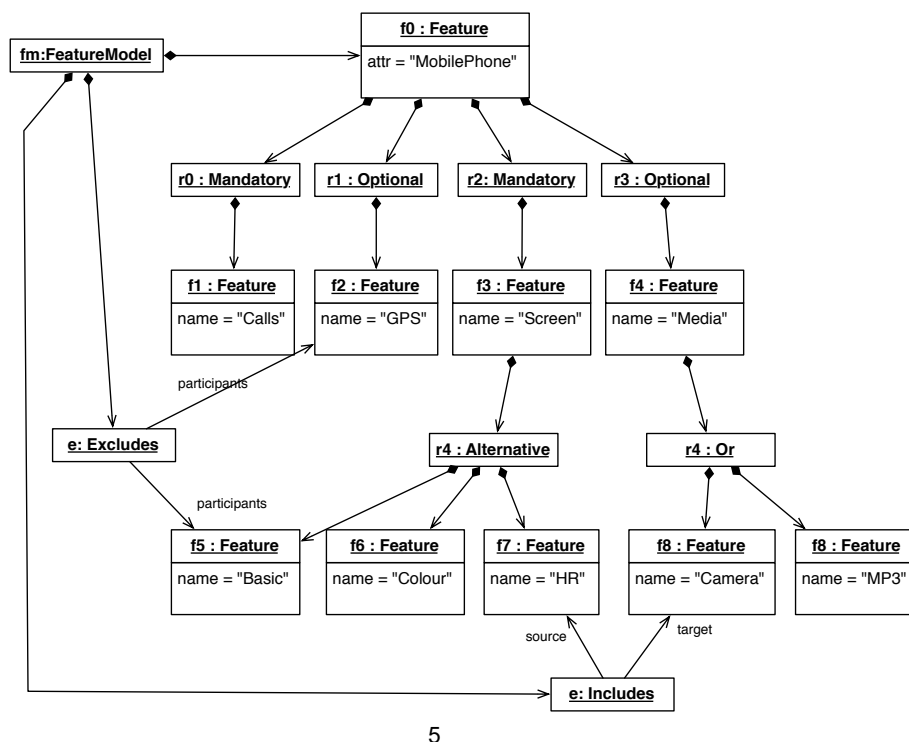 f0 : Feature
fm:FeatureModel
attr = "MobilePhone"
r0 : Mandatory
r1 : Optional
r2: Mandatory
r3 : Optional
f1 : Feature
f2 : Feature
f3 : Feature
f4 : Feature
name = "Calls"
name = "GPS"
name = "Screen"
name = "Media"
participants
e: Excludes
r4 : Alternative
r4 : Or
participants
f5 : Feature
f6 : Feature
f7 : Feature
f8 : Feature
f8 : Feature
name = "Basic"
name = "Colour"
name = "HR"
name = "Camera"
name = "MP3"
source
target
e: Includes
5